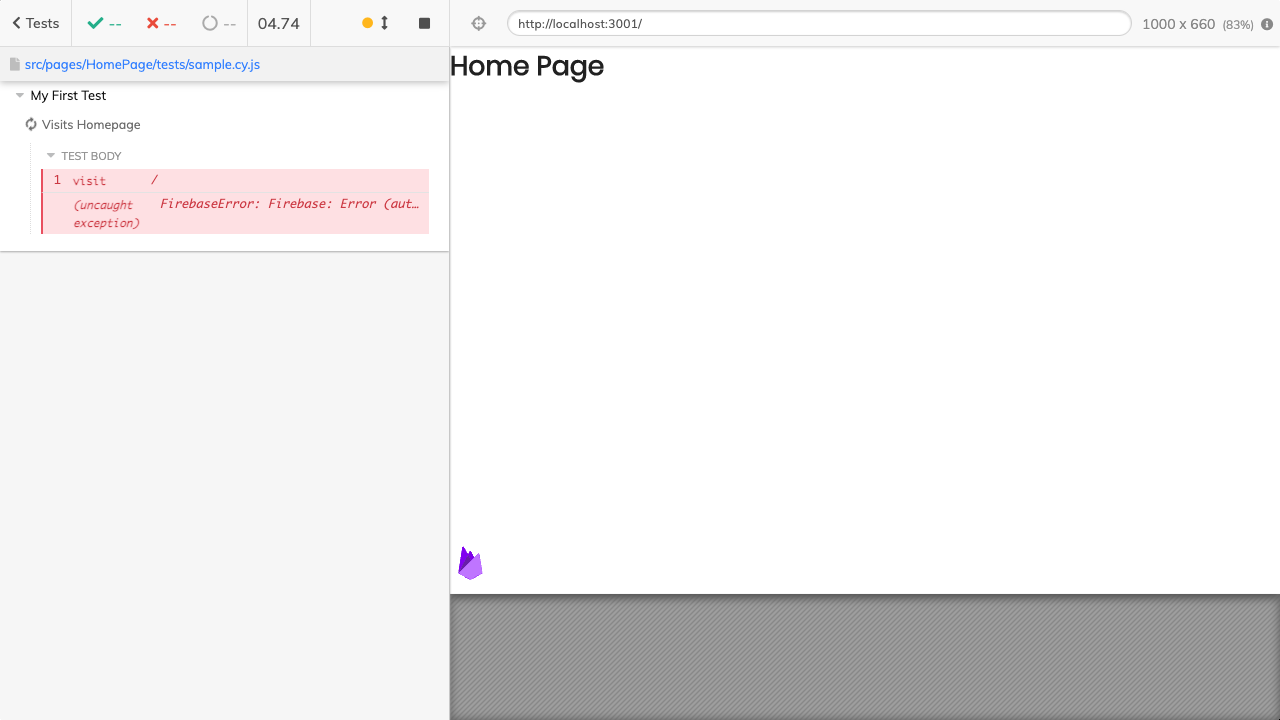 Tests -- -- -- 04.74 http://localhost:3001/ 1000 x 660 (83%)
src/pages/HomePage/tests/sample.cy.js
Home Page
My First Test
Visits Homepage
TEST BODY
1 visit /
(uncaught exception) FirebaseError: Firebase: Error (aut…